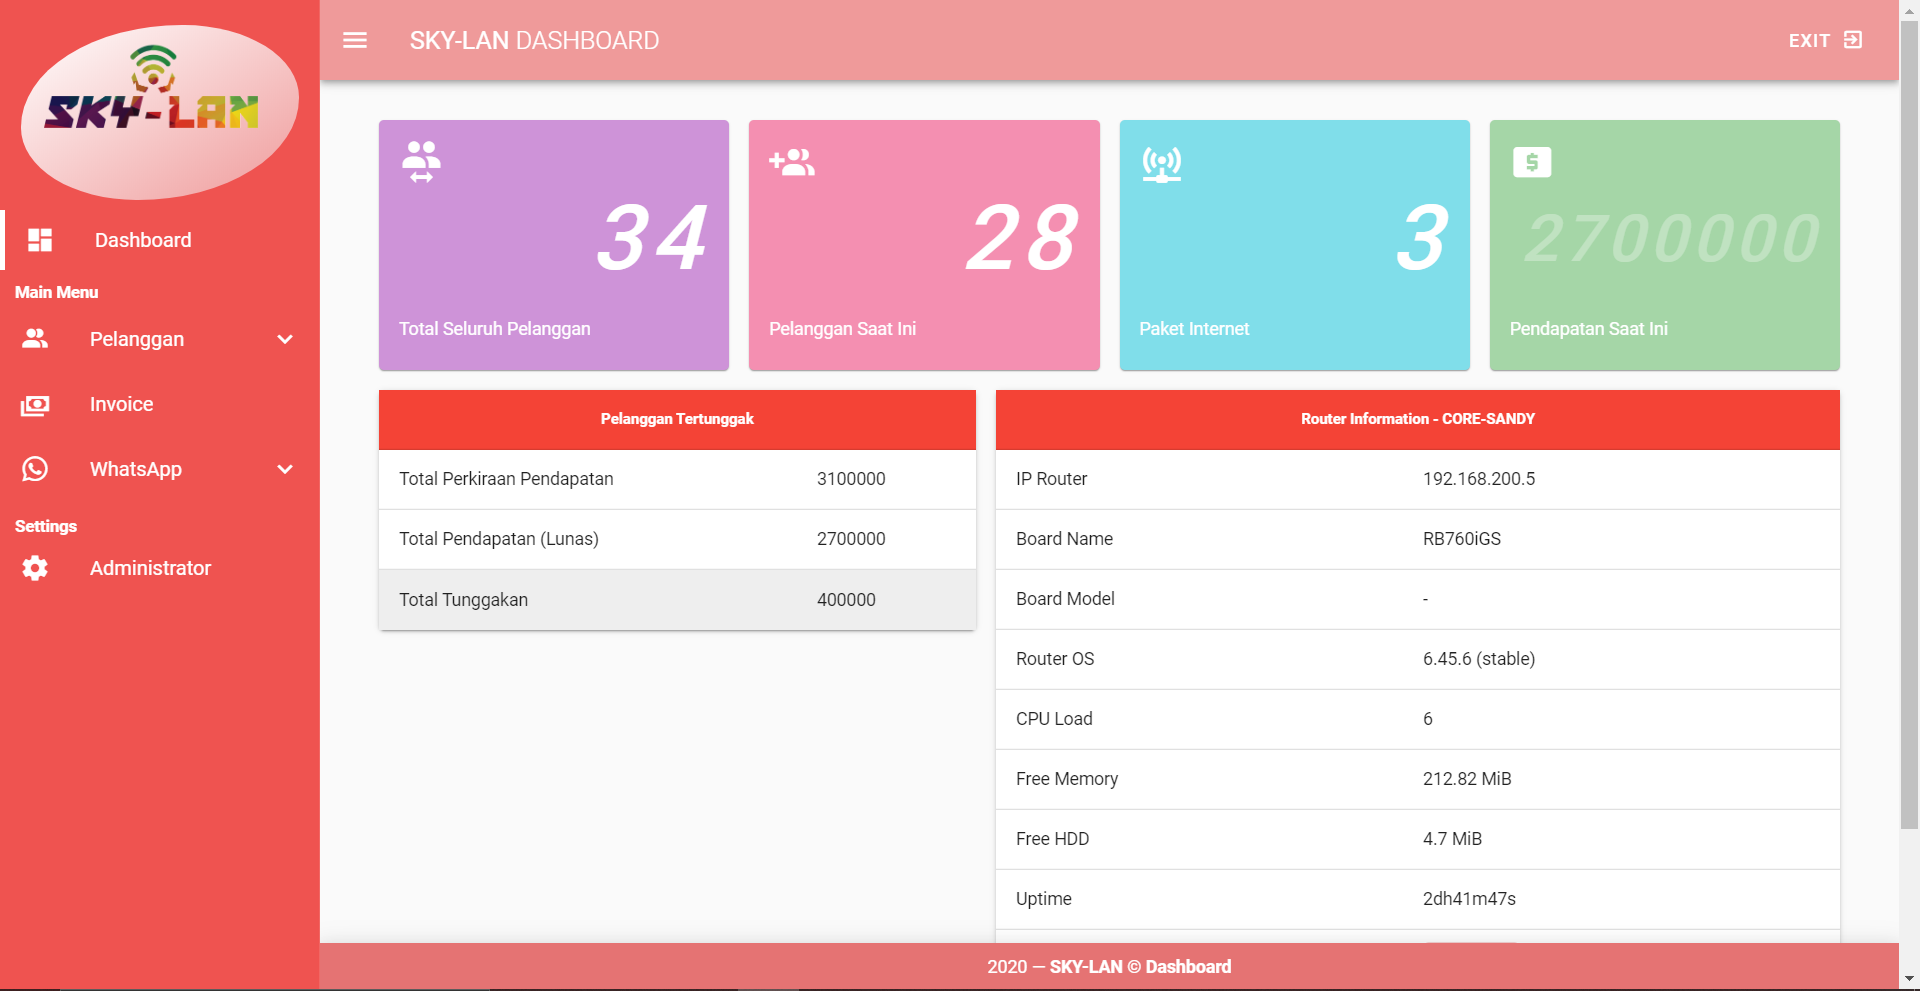 SKY-LAN
Dashboard
Main Menu
Pelanggan
Invoice
WhatsApp
Settings
Administrator
SKY-LAN DASHBOARD
EXIT
34
Total Seluruh Pelanggan
28
Pelanggan Saat Ini
3
Paket Internet
$
2700000
Pendapatan Saat Ini
Pelanggan Tertunggak
Total Perkiraan Pendapatan 3100000
Total Pendapatan (Lunas) 2700000
Total Tunggakan 400000
Router Information - CORE-SANDY
IP Router 192.168.200.5
Board Name RB760iGS
Board Model -
Router OS 6.45.6 (stable)
CPU Load 6
Free Memory 212.82 MiB
Free HDD 4.7 MiB
Uptime 2dh41m47s
2020 — SKY-LAN © Dashboard